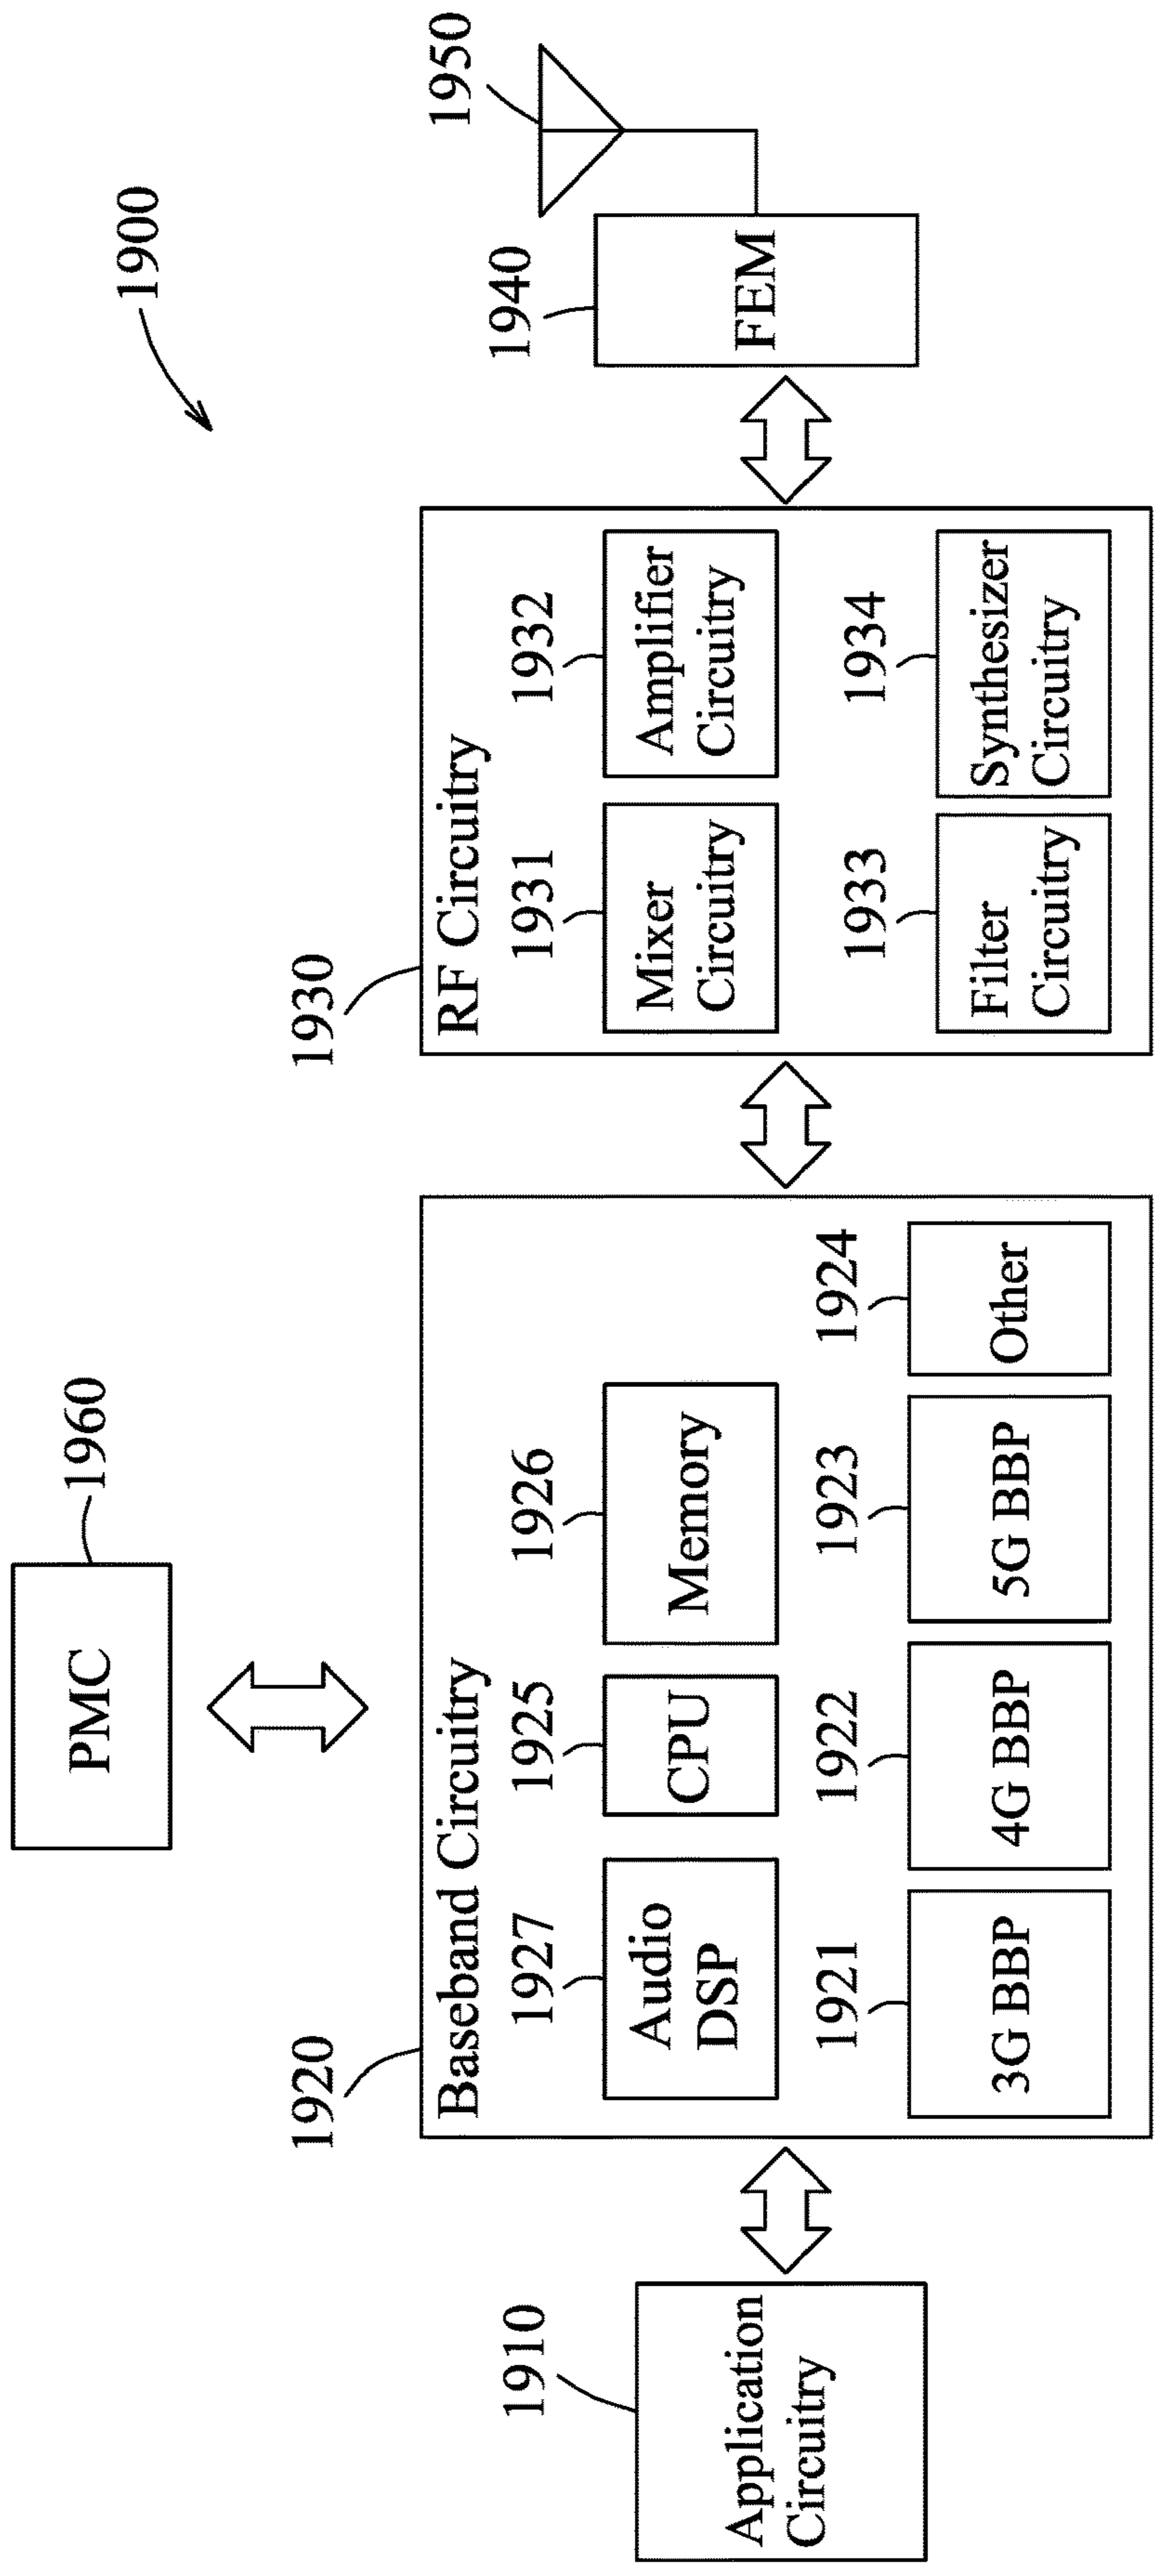 1900
PMC
1960
1920
Baseband Circuitry
1927
Audio
DSP
1925
CPU
1926
Memory
1921
3G BBP
1922
4G BBP
1923
5G BBP
1924
Other
1910
Application
Circuitry
1930
RF Circuitry
1931
Mixer
Circuitry
1932
Amplifier
Circuitry
1933
Filter
Circuitry
1934
Synthesizer
Circuitry
1940
FEM
1950